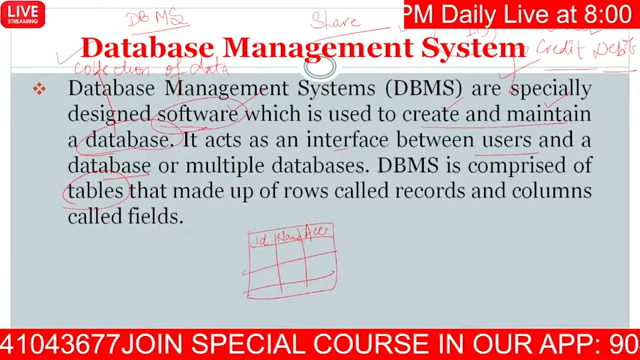 LIVE
STREAMING
PM Daily Live at 8:00
DBMS
Share
Credit Debits
Database Management System
collection of data
Database Management Systems (DBMS) are specially
designed software which is used to create and maintain
a database. It acts as an interface between users and a
database or multiple databases. DBMS is comprised of
tables that made up of rows called records and columns
called fields.
Id Name Acc
41043677JOIN SPECIAL COURSE IN OUR APP: 90